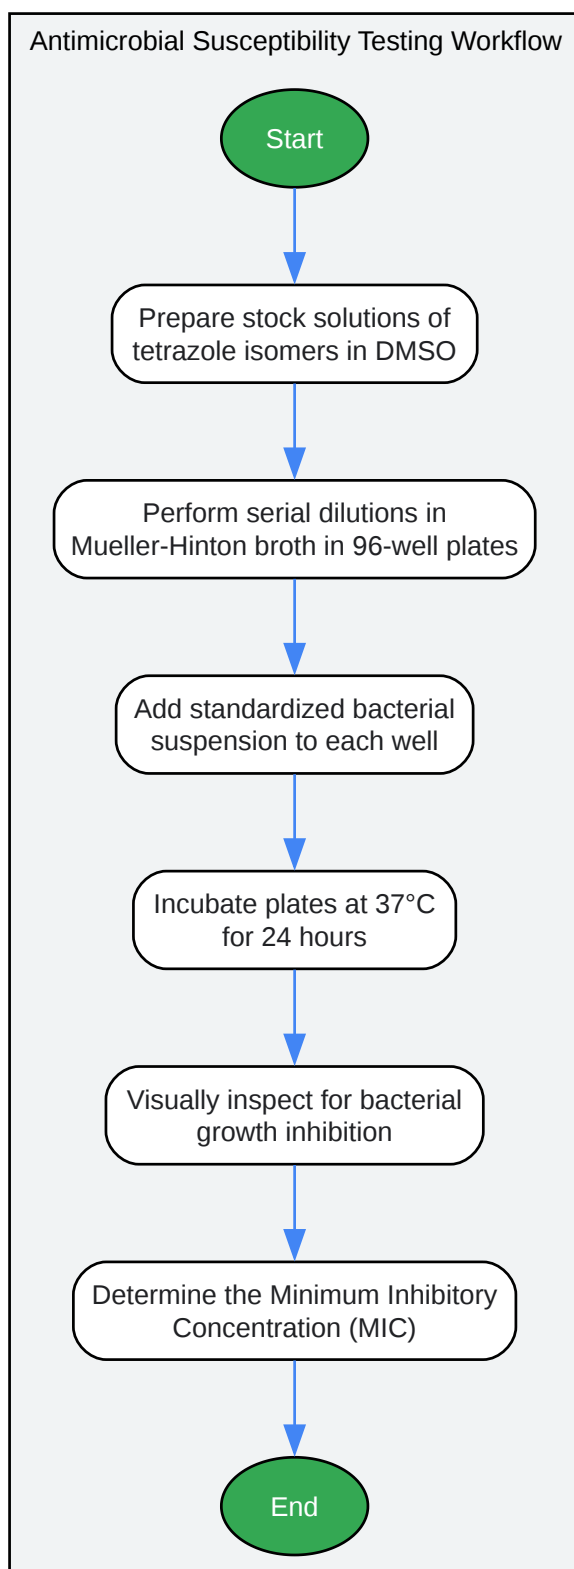 Antimicrobial Susceptibility Testing Workflow
Start
Prepare stock solutions of
tetrazole isomers in DMSO
Perform serial dilutions in
Mueller-Hinton broth in 96-well plates
Add standardized bacterial
suspension to each well
Incubate plates at 37°C
for 24 hours
Visually inspect for bacterial
growth inhibition
Determine the Minimum Inhibitory
Concentration (MIC)
End